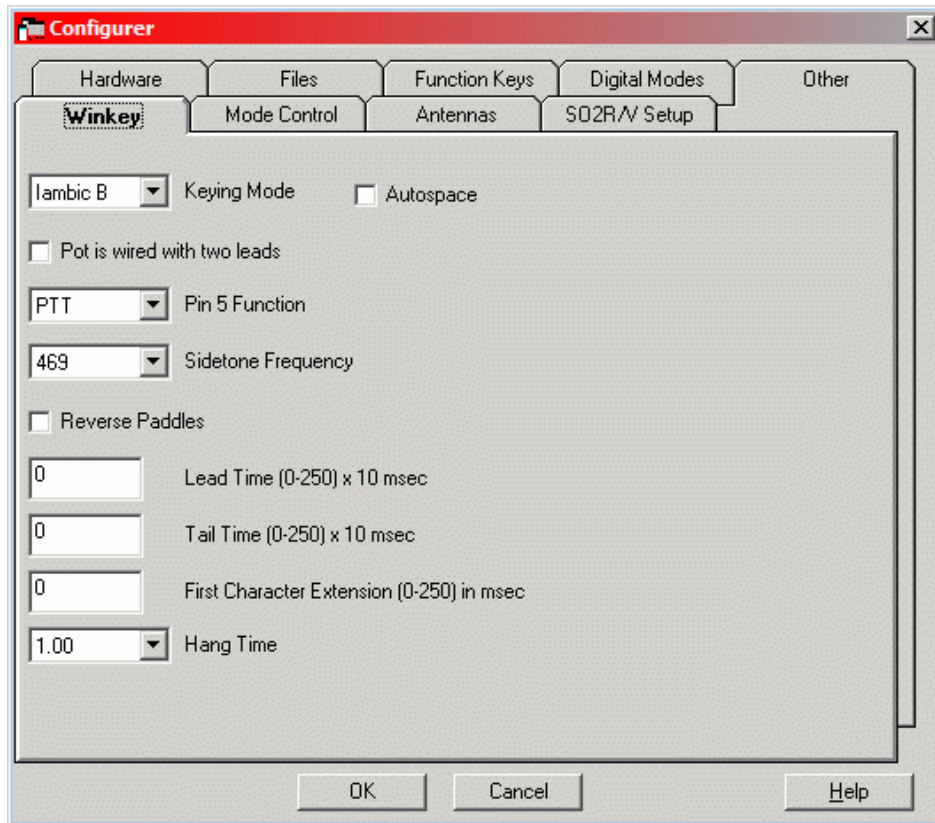 Configurer
Hardware Files Function Keys Digital Modes Other
Winkey Mode Control Antennas SO2R/V Setup
Iambic B Keying Mode Autospace
Pot is wired with two leads
PTT Pin 5 Function
469 Sidetone Frequency
Reverse Paddles
0 Lead Time (0-250) x 10 msec
0 Tail Time (0-250) x 10 msec
0 First Character Extension (0-250) in msec
1.00 Hang Time
OK Cancel Help